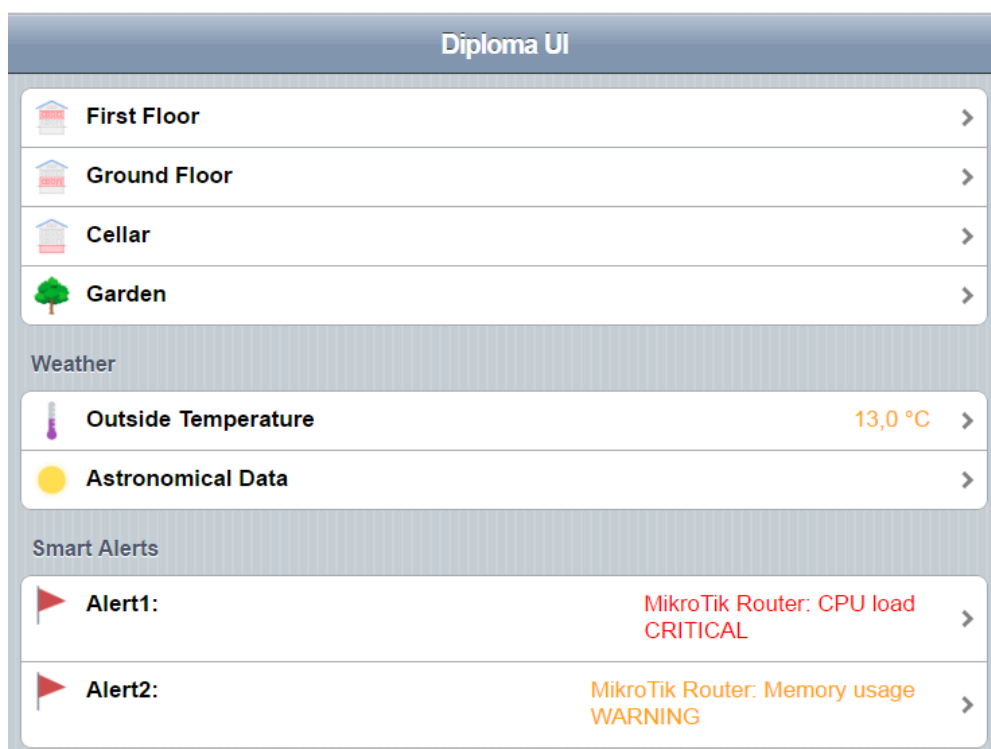 Diploma UI
First Floor
Ground Floor
Cellar
Garden
Weather
Outside Temperature 13,0 °C
Astronomical Data
Smart Alerts
Alert1: MikroTik Router: CPU load
CRITICAL
Alert2: MikroTik Router: Memory usage
WARNING